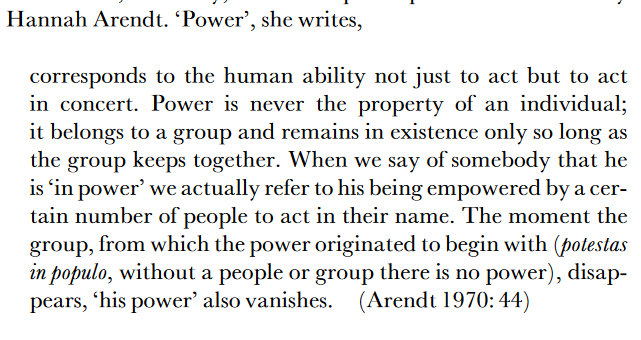 Hannah Arendt. ‘Power’, she writes,
corresponds to the human ability not just to act but to act
in concert. Power is never the property of an individual;
it belongs to a group and remains in existence only so long as
the group keeps together. When we say of somebody that he
is ‘in power’ we actually refer to his being empowered by a cer-
tain number of people to act in their name. The moment the
group, from which the power originated to begin with (potestas
in populo, without a people or group there is no power), disap-
pears, ‘his power’ also vanishes. (Arendt 1970: 44)